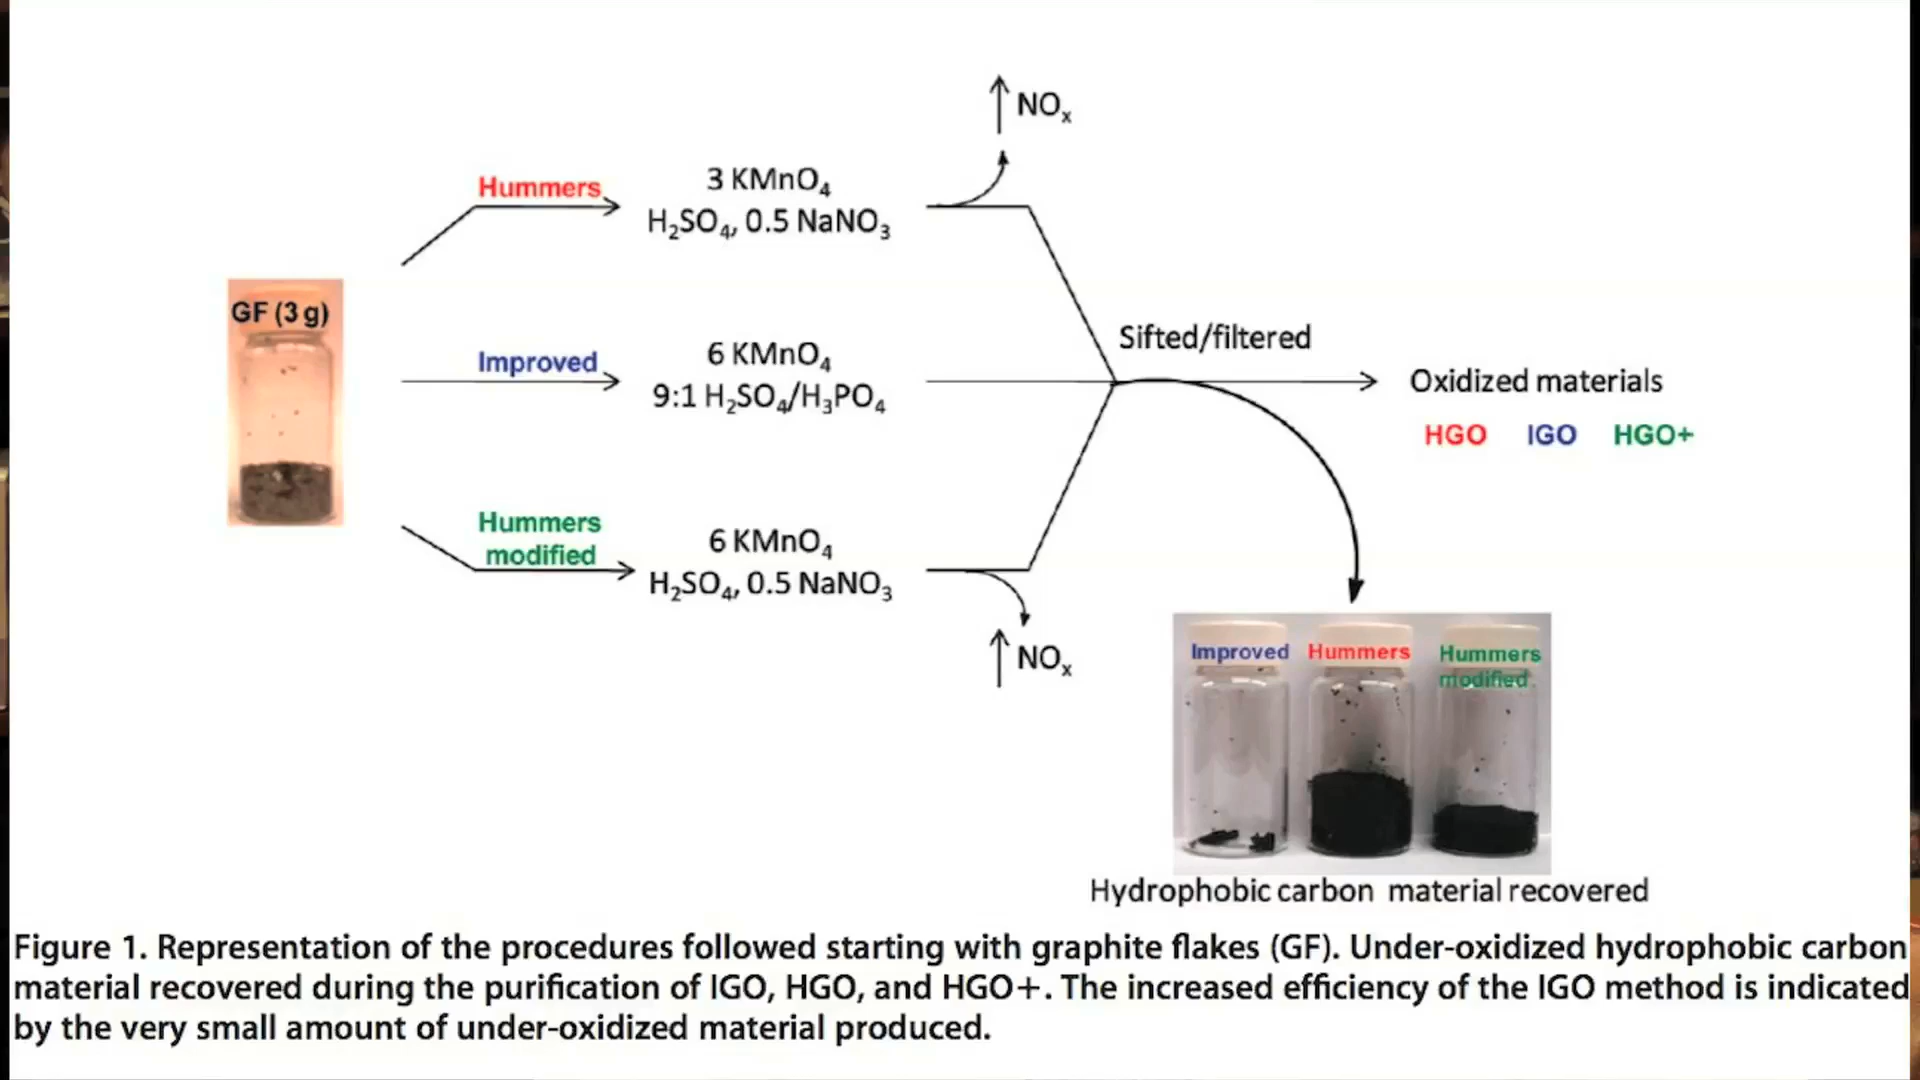 NOₓ
Hummers
3 KMnO₄
H₂SO₄, 0.5 NaNO₃
GF (3 g)
Improved
6 KMnO₄
9:1 H₂SO₄/H₃PO₄
Sifted/filtered
Oxidized materials
HGO IGO HGO+
Hummers
modified
6 KMnO₄
H₂SO₄, 0.5 NaNO₃
NOₓ
Improved Hummers Hummers
modified
Hydrophobic carbon material recovered
Figure 1. Representation of the procedures followed starting with graphite flakes (GF). Under-oxidized hydrophobic carbon
material recovered during the purification of IGO, HGO, and HGO+. The increased efficiency of the IGO method is indicated
by the very small amount of under-oxidized material produced.